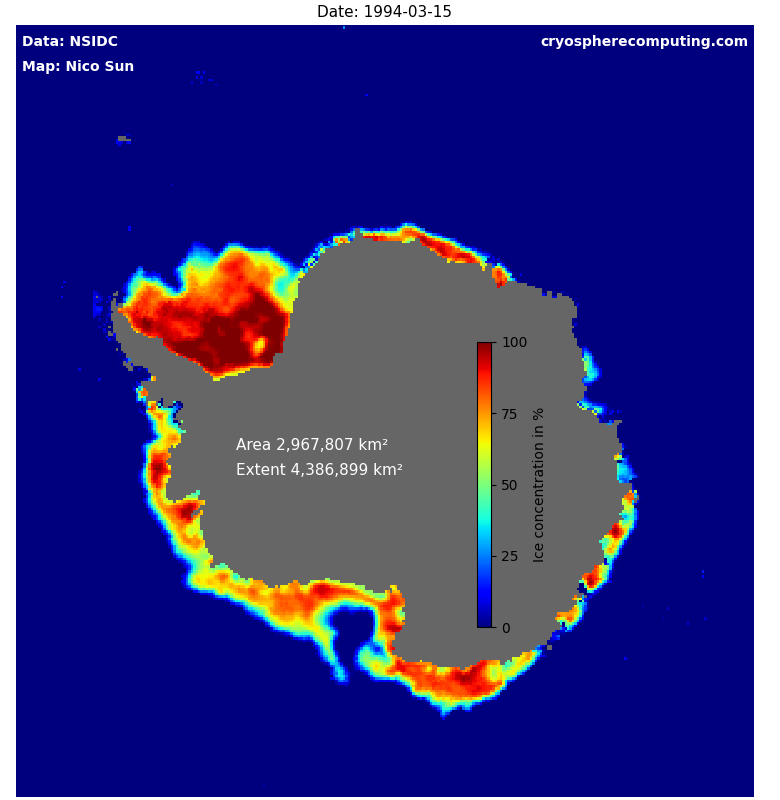 Date: 1994-03-15
Data: NSIDC
cryospherecomputing.com
Map: Nico Sun
100
75
50
25
0
Ice concentration in %
Area 2,967,807 km²
Extent 4,386,899 km²